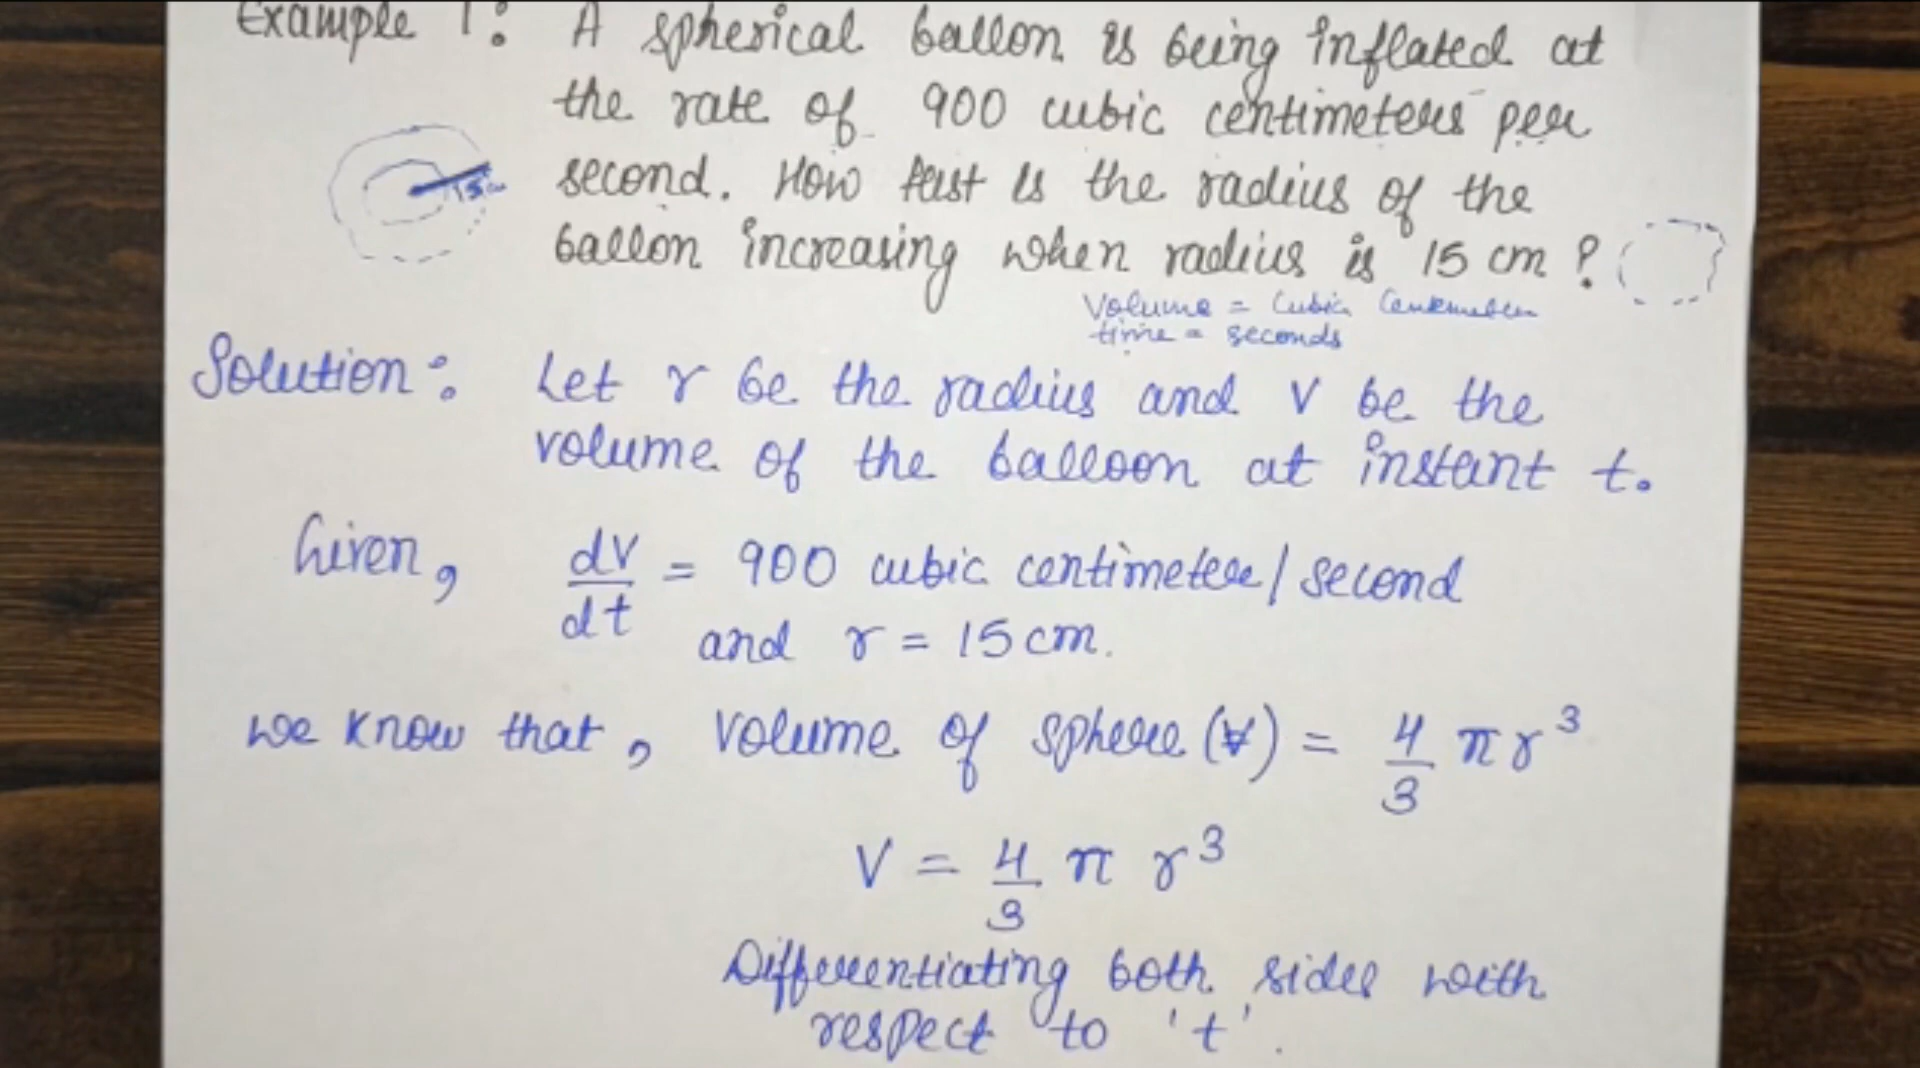 Example 1: A spherical ballon is being inflated at
the rate of 900 cubic centimeters per
second. How fast is the radius of the
15cm
ballon increasing when radius is 15 cm?
Volume = Cubic Centimeter
time = seconds
Solution: Let r be the radius and V be the
volume of the balloon at instant t.
Given, dV/dt = 900 cubic centimeter/second
and r = 15 cm.
we know that, volume of sphere (V) = 4/3 πr³
V = 4/3 π r³
Differentiating both sides with
respect to 't'.